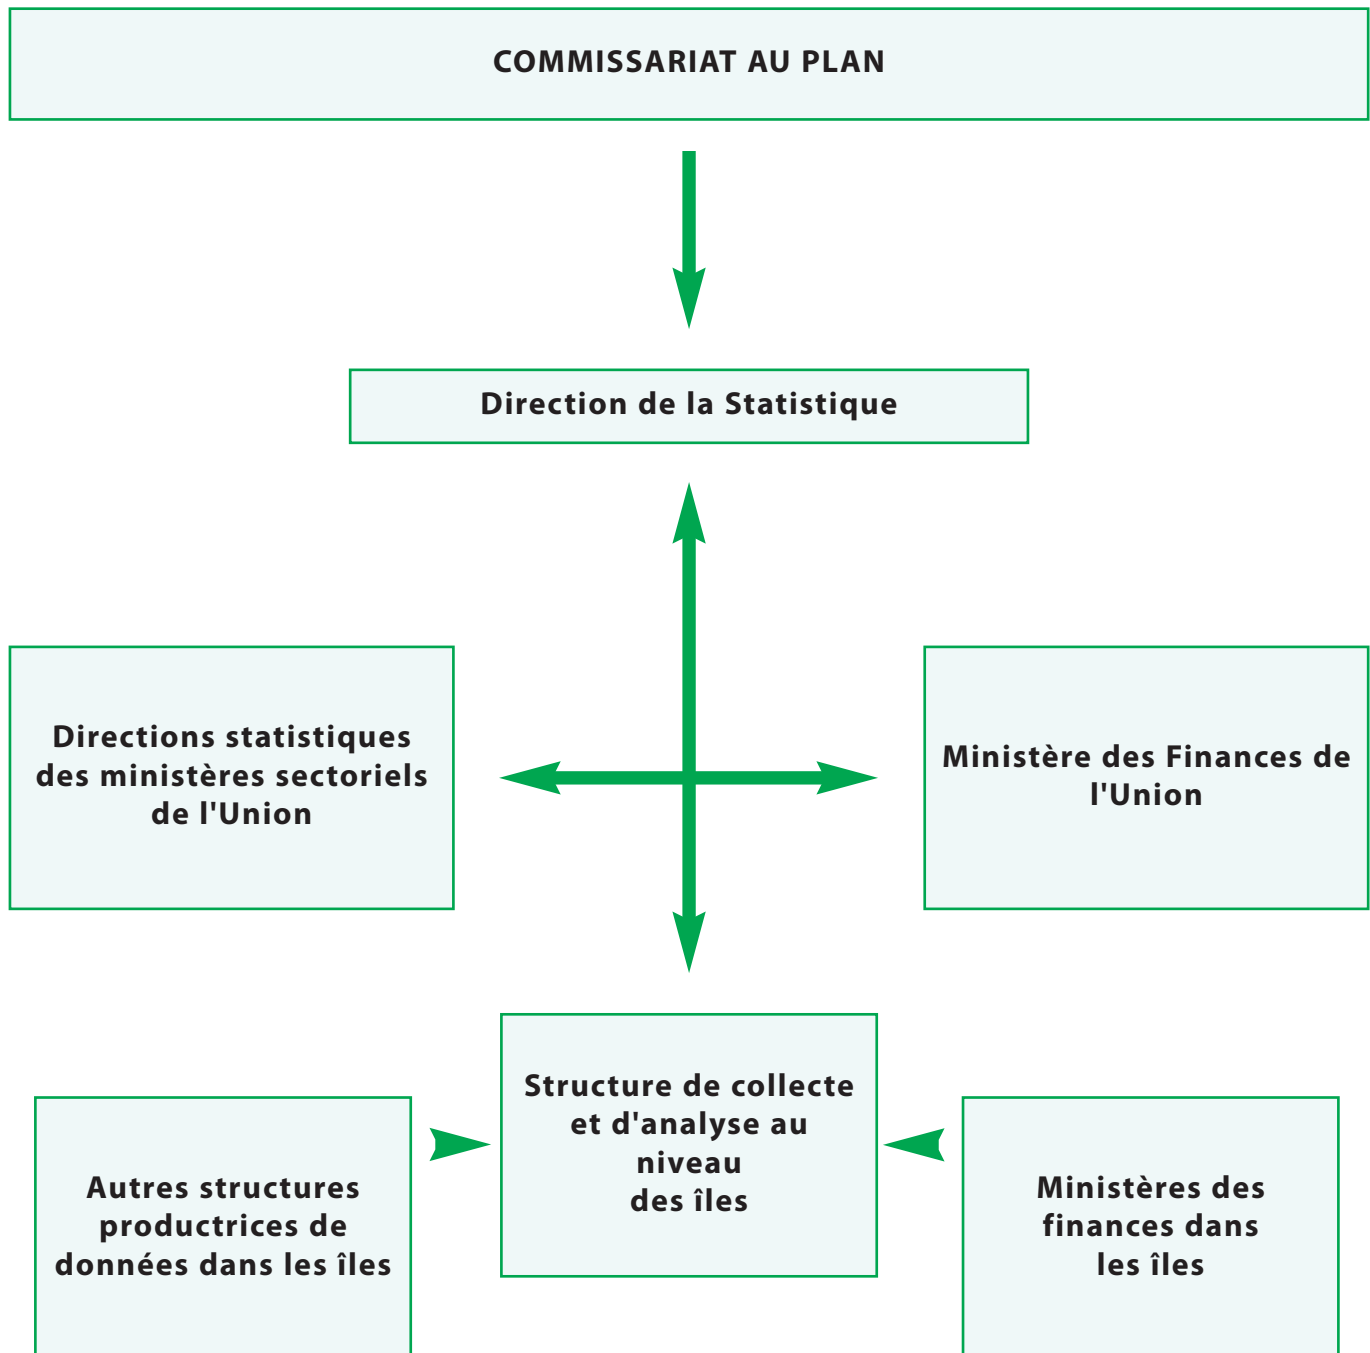 COMMISSARIAT AU PLAN
Direction de la Statistique
Directions statistiques
des ministères sectoriels
de l'Union
Ministère des Finances de
l'Union
Structure de collecte
et d'analyse au
niveau
des îles
Autres structures
productrices de
données dans les îles
Ministères des
finances dans
les îles